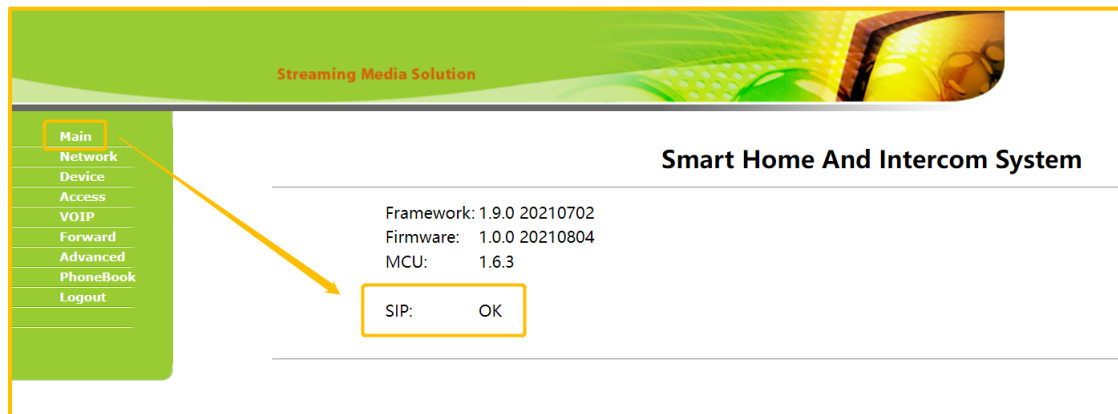 Streaming Media Solution
Main
Network
Device
Access
VOIP
Forward
Advanced
PhoneBook
Logout
Smart Home And Intercom System
Framework: 1.9.0 20210702
Firmware: 1.0.0 20210804
MCU: 1.6.3
SIP: OK